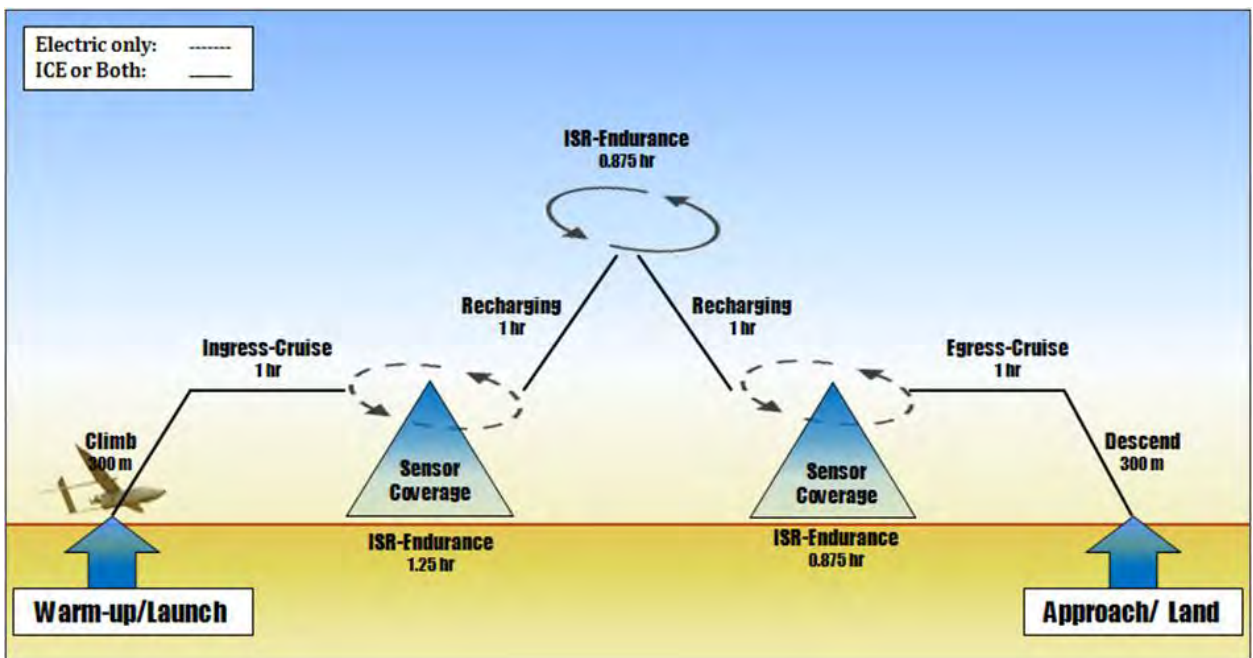 Electric only: -------
ICE or Both: ____
ISR-Endurance
0.875 hr
Recharging
1 hr
Recharging
1 hr
Ingress-Cruise
1 hr
Egress-Cruise
1 hr
Climb
300 m
Descend
300 m
Sensor
Coverage
Sensor
Coverage
ISR-Endurance
1.25 hr
ISR-Endurance
0.875 hr
Warm-up/Launch
Approach/ Land